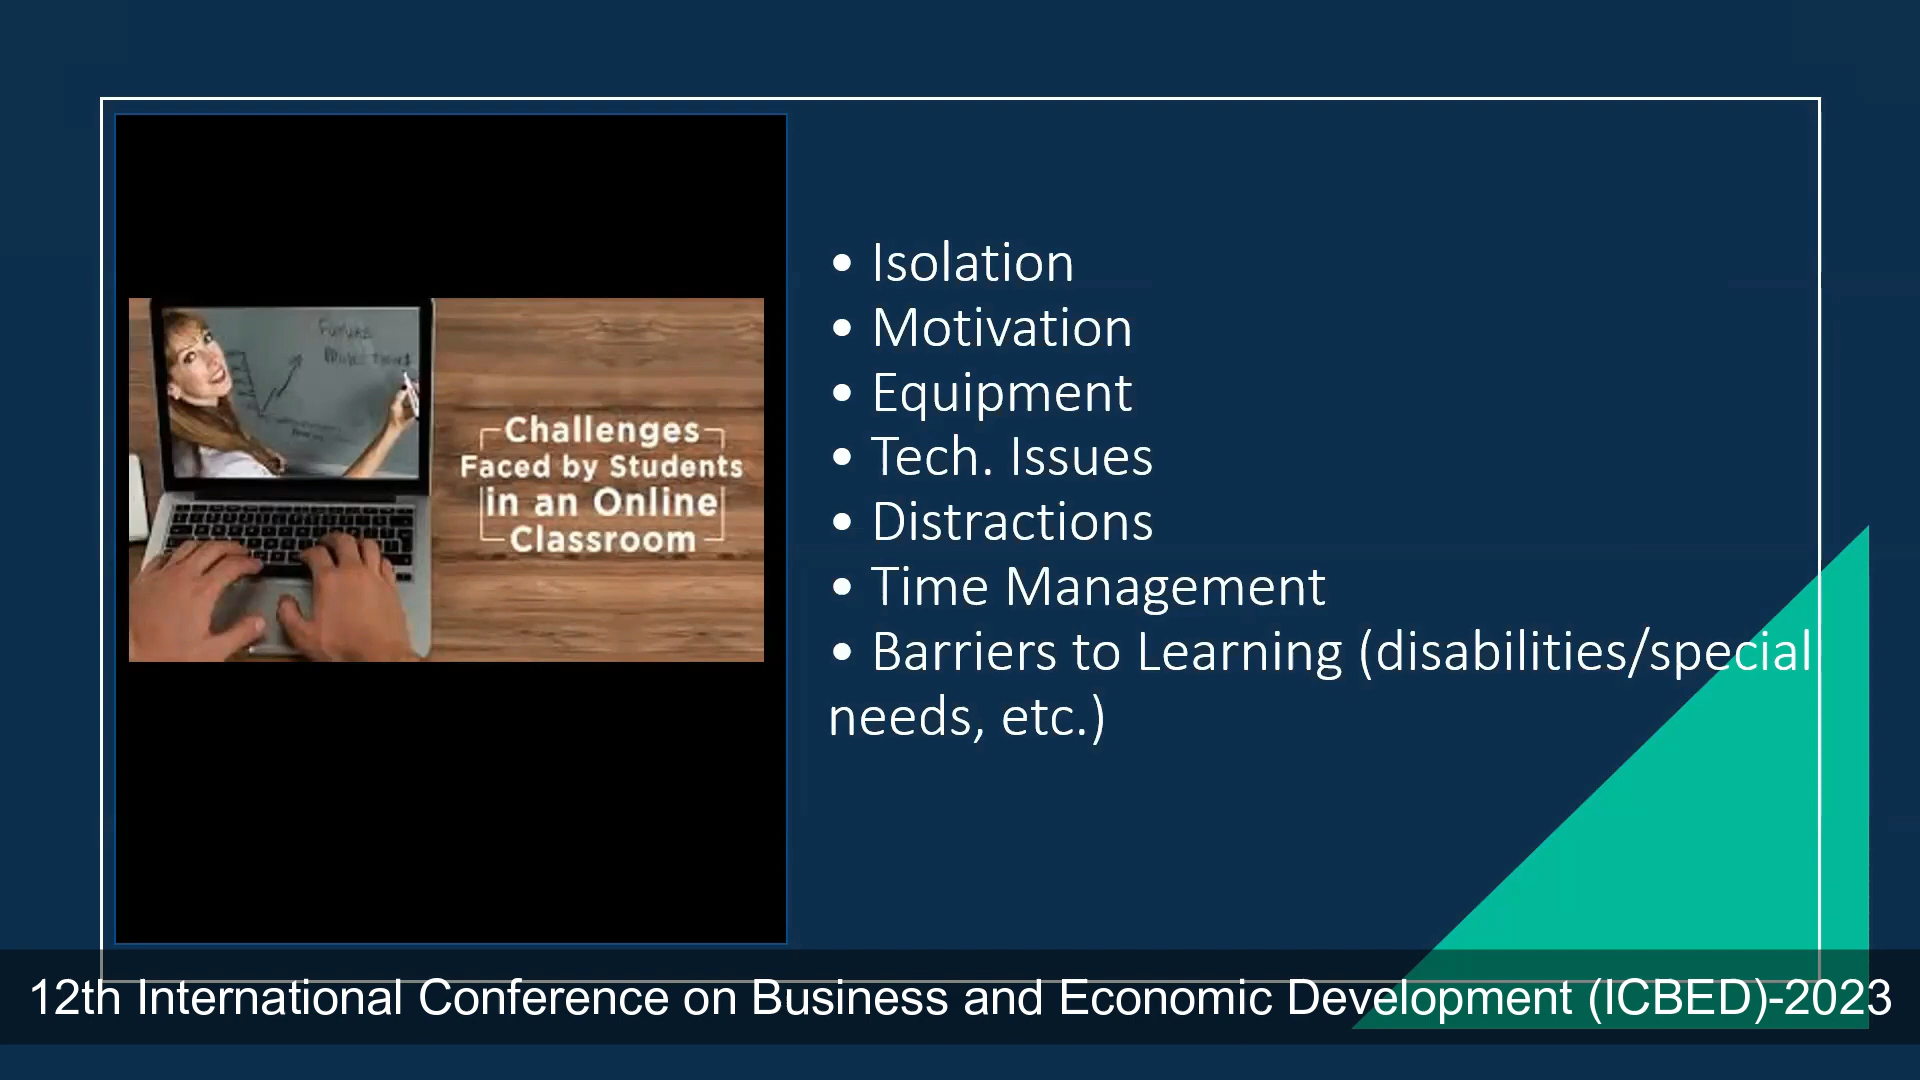 Challenges
Faced by Students
in an Online
Classroom
• Isolation
• Motivation
• Equipment
• Tech. Issues
• Distractions
• Time Management
• Barriers to Learning (disabilities/special
needs, etc.)
12th International Conference on Business and Economic Development (ICBED)-2023